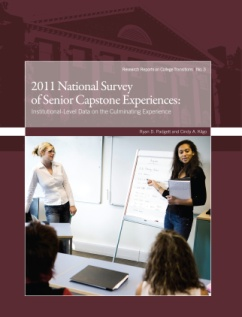 Research Reports on College Transitions No. 3
2011 National Survey
of Senior Capstone Experiences:
Institutional-Level Data on the Culminating Experience
Ryan D. Padgett and Cindy A. Kilgo